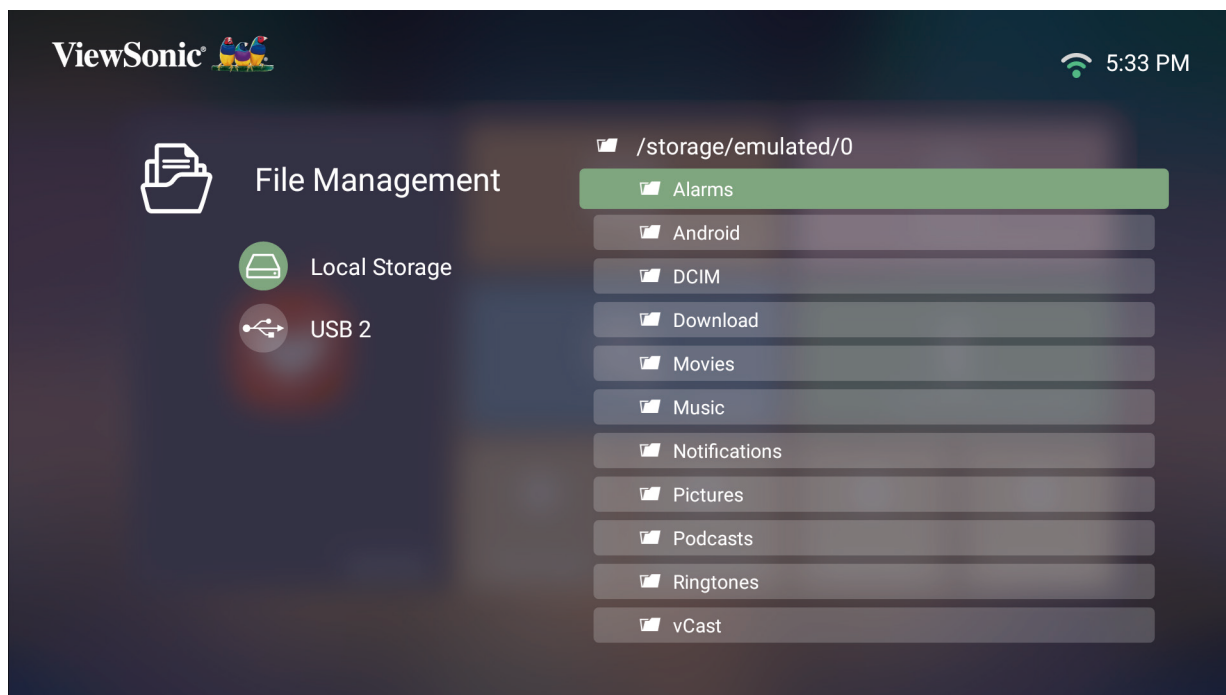 ViewSonic®
5:33 PM
File Management
Local Storage
USB 2
/storage/emulated/0
Alarms
Android
DCIM
Download
Movies
Music
Notifications
Pictures
Podcasts
Ringtones
vCast